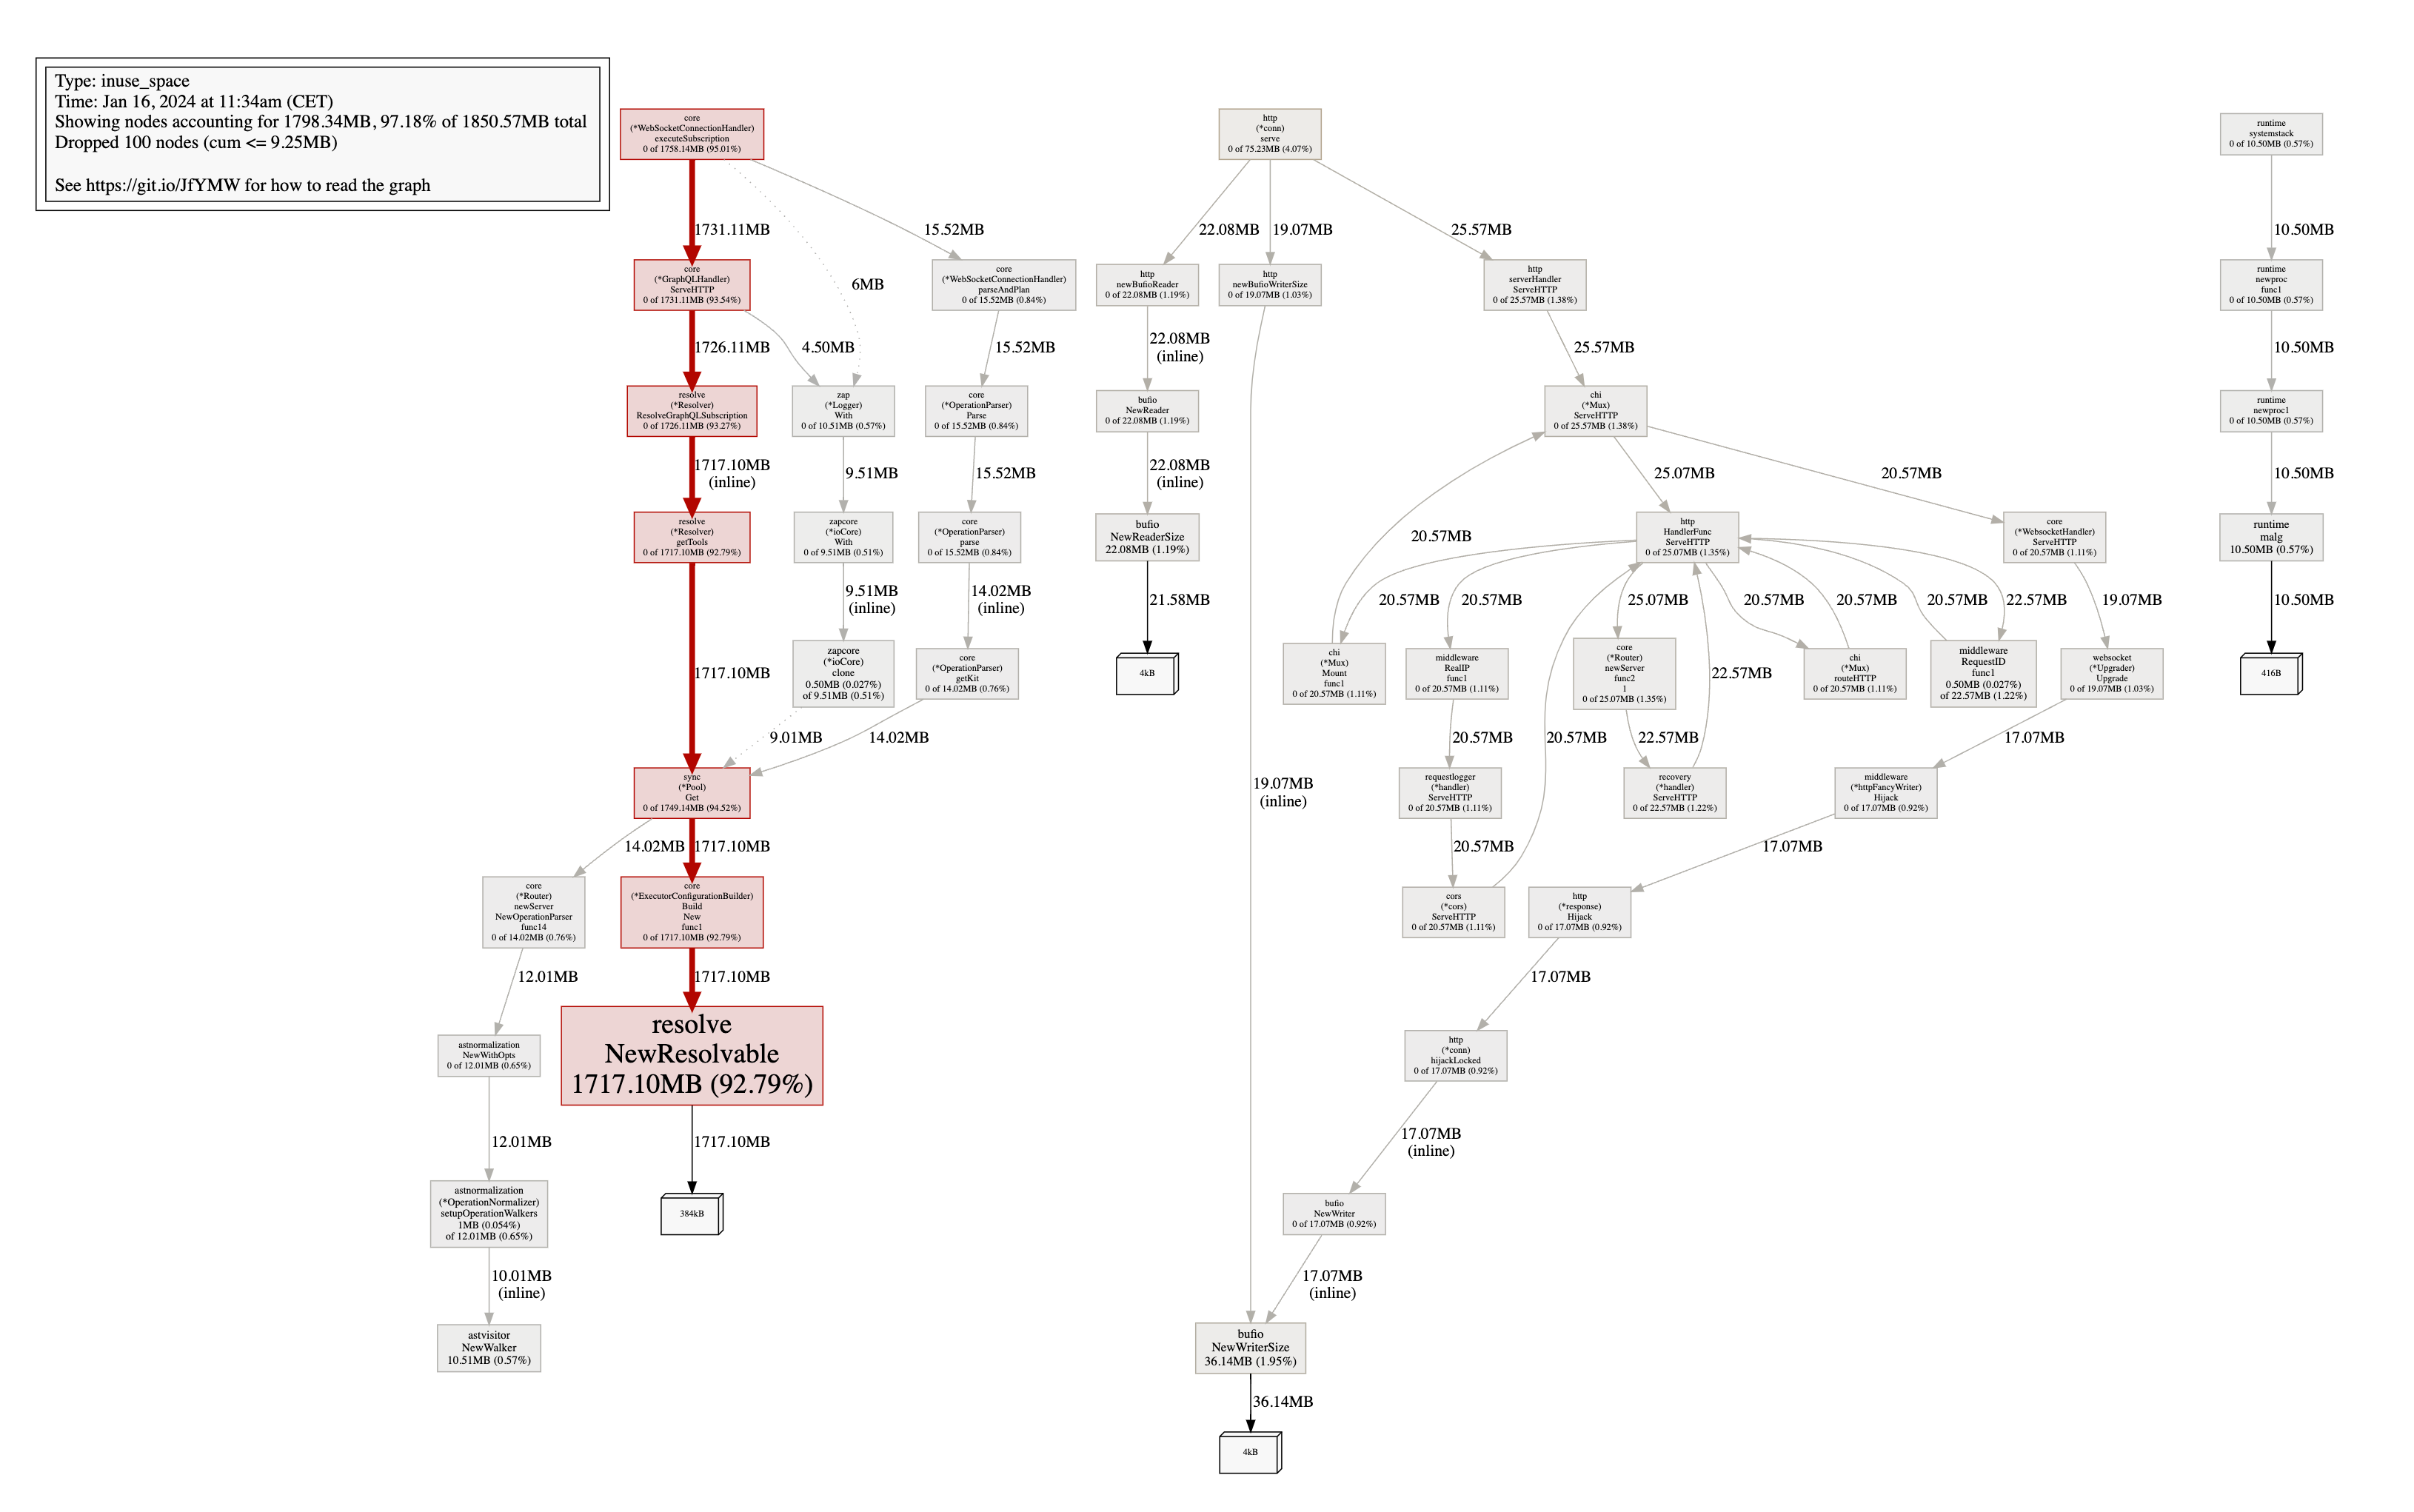 Type: inuse_space
Time: Jan 16, 2024 at 11:34am (CET)
Showing nodes accounting for 1798.34MB, 97.18% of 1850.57MB total
Dropped 100 nodes (cum <= 9.25MB)
See https://git.io/JfYMW for how to read the graph
core
(*WebSocketConnectionHandler)
executeSubscription
0 of 1758.14MB (95.01%)
1731.11MB
6MB
15.52MB
core
(*GraphQLHandler)
ServeHTTP
0 of 1731.11MB (93.54%)
core
(*WebSocketConnectionHandler)
parseAndPlan
0 of 15.52MB (0.84%)
1726.11MB
4.50MB
15.52MB
resolve
(*Resolver)
ResolveGraphQLSubscription
0 of 1726.11MB (93.27%)
zap
(*Logger)
With
0 of 10.51MB (0.57%)
core
(*OperationParser)
Parse
0 of 15.52MB (0.84%)
1717.10MB
(inline)
9.51MB
15.52MB
resolve
(*Resolver)
getTools
0 of 1717.10MB (92.79%)
zapcore
(*ioCore)
With
0 of 9.51MB (0.51%)
core
(*OperationParser)
parse
0 of 15.52MB (0.84%)
1717.10MB
9.51MB
(inline)
14.02MB
(inline)
zapcore
(*ioCore)
clone
0.50MB (0.027%)
of 9.51MB (0.51%)
core
(*OperationParser)
getKit
0 of 14.02MB (0.76%)
9.01MB
14.02MB
sync
(*Pool)
Get
0 of 1749.14MB (94.52%)
14.02MB
1717.10MB
core
(*Router)
newServer
NewOperationParser
func14
0 of 14.02MB (0.76%)
core
(*ExecutorConfigurationBuilder)
Build
New
func1
0 of 1717.10MB (92.79%)
12.01MB
1717.10MB
astnormalization
NewWithOpts
0 of 12.01MB (0.65%)
resolve
NewResolvable
1717.10MB (92.79%)
12.01MB
1717.10MB
astnormalization
(*OperationNormalizer)
setupOperationWalkers
1MB (0.054%)
of 12.01MB (0.65%)
384kB
10.01MB
(inline)
astvisitor
NewWalker
10.51MB (0.57%)
http
(*conn)
serve
0 of 75.23MB (4.07%)
22.08MB
19.07MB
25.57MB
http
newBufioReader
0 of 22.08MB (1.19%)
http
newBufioWriterSize
0 of 19.07MB (1.03%)
http
serverHandler
ServeHTTP
0 of 25.57MB (1.38%)
22.08MB
(inline)
25.57MB
bufio
NewReader
0 of 22.08MB (1.19%)
chi
(*Mux)
ServeHTTP
0 of 25.57MB (1.38%)
22.08MB
(inline)
25.07MB
20.57MB
bufio
NewReaderSize
22.08MB (1.19%)
20.57MB
http
HandlerFunc
ServeHTTP
0 of 25.07MB (1.35%)
core
(*WebsocketHandler)
ServeHTTP
0 of 20.57MB (1.11%)
21.58MB
20.57MB
20.57MB
25.07MB
20.57MB
20.57MB
20.57MB
22.57MB
19.07MB
4kB
chi
(*Mux)
Mount
func1
0 of 20.57MB (1.11%)
middleware
RealIP
func1
0 of 20.57MB (1.11%)
core
(*Router)
newServer
func2
1
0 of 25.07MB (1.35%)
22.57MB
chi
(*Mux)
routeHTTP
0 of 20.57MB (1.11%)
middleware
RequestID
func1
0.50MB (0.027%)
of 22.57MB (1.22%)
websocket
(*Upgrader)
Upgrade
0 of 19.07MB (1.03%)
20.57MB
20.57MB
22.57MB
17.07MB
19.07MB
(inline)
requestlogger
(*handler)
ServeHTTP
0 of 20.57MB (1.11%)
recovery
(*handler)
ServeHTTP
0 of 22.57MB (1.22%)
middleware
(*httpFancyWriter)
Hijack
0 of 17.07MB (0.92%)
20.57MB
17.07MB
cors
(*cors)
ServeHTTP
0 of 20.57MB (1.11%)
http
(*response)
Hijack
0 of 17.07MB (0.92%)
17.07MB
http
(*conn)
hijackLocked
0 of 17.07MB (0.92%)
17.07MB
(inline)
bufio
NewWriter
0 of 17.07MB (0.92%)
17.07MB
(inline)
bufio
NewWriterSize
36.14MB (1.95%)
36.14MB
4kB
runtime
systemstack
0 of 10.50MB (0.57%)
10.50MB
runtime
newproc
func1
0 of 10.50MB (0.57%)
10.50MB
runtime
newproc1
0 of 10.50MB (0.57%)
10.50MB
runtime
malg
10.50MB (0.57%)
10.50MB
416B